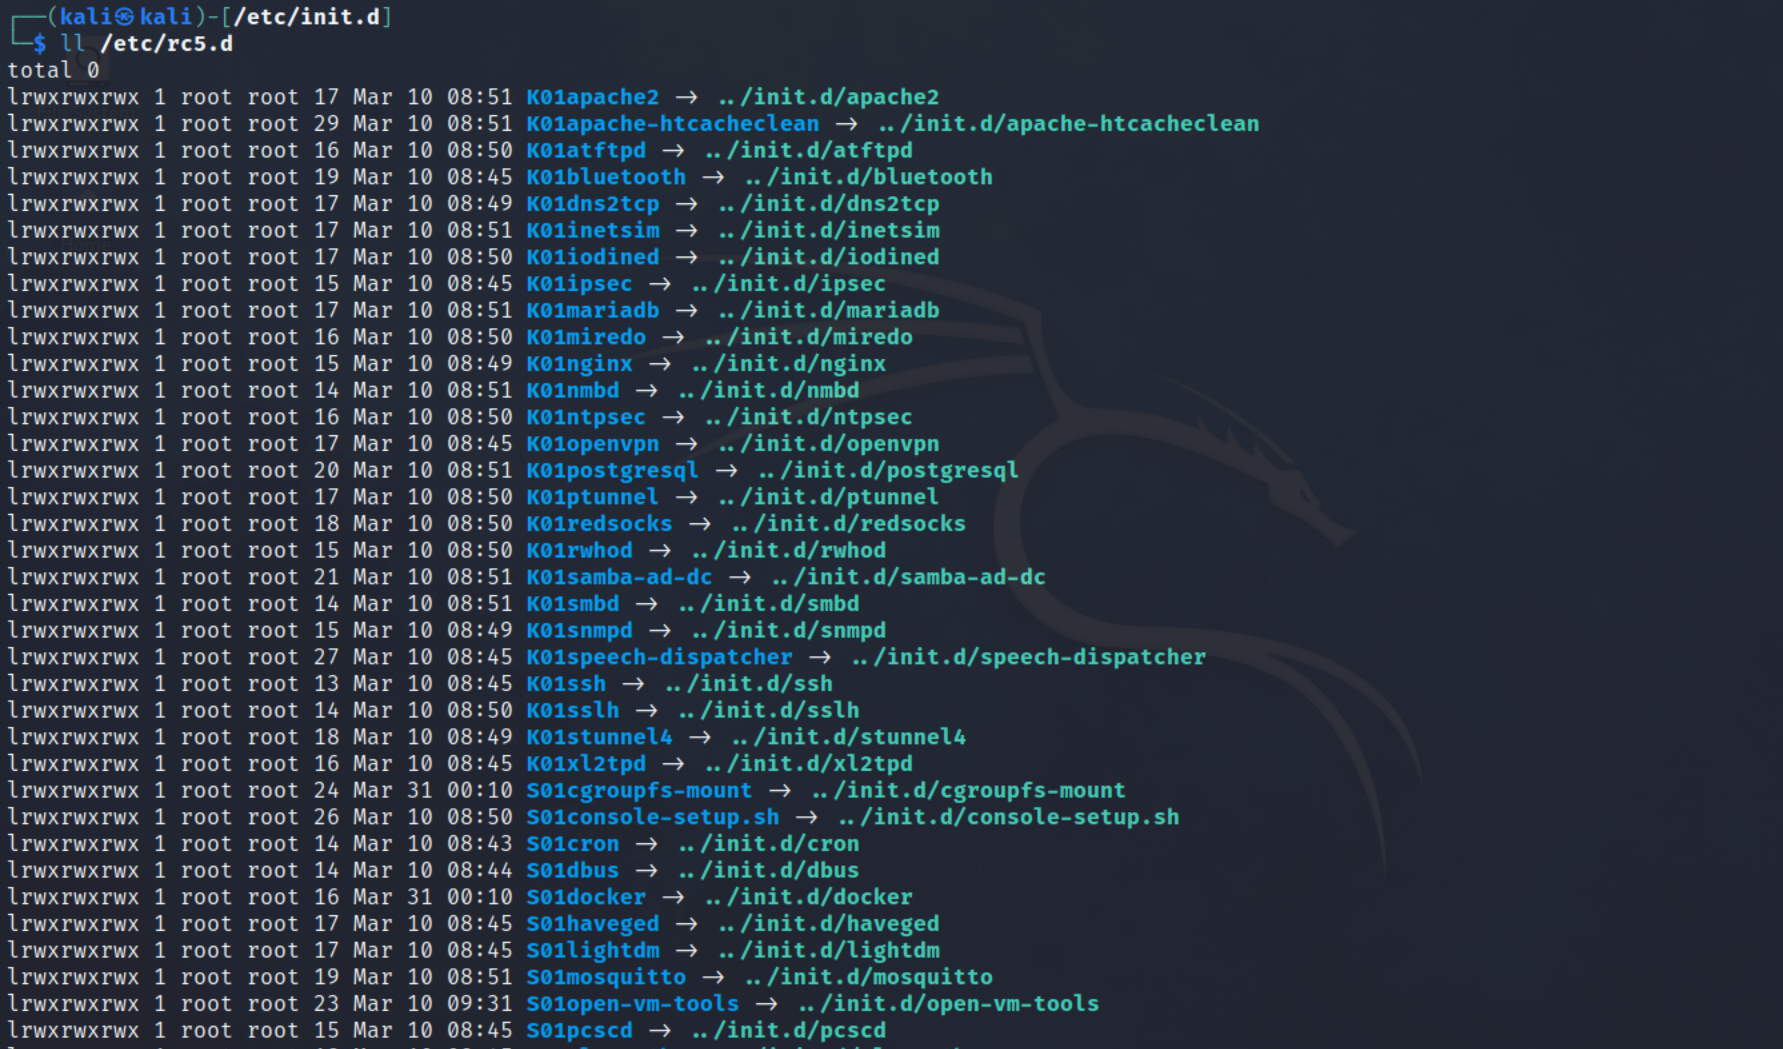 ┌──(kali㉿kali)-[/etc/init.d]
└─$ ll /etc/rc5.d
total 0
lrwxrwxrwx 1 root root 17 Mar 10 08:51 K01apache2 → ../init.d/apache2
lrwxrwxrwx 1 root root 29 Mar 10 08:51 K01apache-htcacheclean → ../init.d/apache-htcacheclean
lrwxrwxrwx 1 root root 16 Mar 10 08:50 K01atftpd → ../init.d/atftpd
lrwxrwxrwx 1 root root 19 Mar 10 08:45 K01bluetooth → ../init.d/bluetooth
lrwxrwxrwx 1 root root 17 Mar 10 08:49 K01dns2tcp → ../init.d/dns2tcp
lrwxrwxrwx 1 root root 17 Mar 10 08:51 K01inetsim → ../init.d/inetsim
lrwxrwxrwx 1 root root 17 Mar 10 08:50 K01iodined → ../init.d/iodined
lrwxrwxrwx 1 root root 15 Mar 10 08:45 K01ipsec → ../init.d/ipsec
lrwxrwxrwx 1 root root 17 Mar 10 08:51 K01mariadb → ../init.d/mariadb
lrwxrwxrwx 1 root root 16 Mar 10 08:50 K01miredo → ../init.d/miredo
lrwxrwxrwx 1 root root 15 Mar 10 08:49 K01nginx → ../init.d/nginx
lrwxrwxrwx 1 root root 14 Mar 10 08:51 K01nmbd → ../init.d/nmbd
lrwxrwxrwx 1 root root 16 Mar 10 08:50 K01ntpsec → ../init.d/ntpsec
lrwxrwxrwx 1 root root 17 Mar 10 08:45 K01openvpn → ../init.d/openvpn
lrwxrwxrwx 1 root root 20 Mar 10 08:51 K01postgresql → ../init.d/postgresql
lrwxrwxrwx 1 root root 17 Mar 10 08:50 K01ptunnel → ../init.d/ptunnel
lrwxrwxrwx 1 root root 18 Mar 10 08:50 K01redsocks → ../init.d/redsocks
lrwxrwxrwx 1 root root 15 Mar 10 08:50 K01rwhod → ../init.d/rwhod
lrwxrwxrwx 1 root root 21 Mar 10 08:51 K01samba-ad-dc → ../init.d/samba-ad-dc
lrwxrwxrwx 1 root root 14 Mar 10 08:51 K01smbd → ../init.d/smbd
lrwxrwxrwx 1 root root 15 Mar 10 08:49 K01snmpd → ../init.d/snmpd
lrwxrwxrwx 1 root root 27 Mar 10 08:45 K01speech-dispatcher → ../init.d/speech-dispatcher
lrwxrwxrwx 1 root root 13 Mar 10 08:45 K01ssh → ../init.d/ssh
lrwxrwxrwx 1 root root 14 Mar 10 08:50 K01sslh → ../init.d/sslh
lrwxrwxrwx 1 root root 18 Mar 10 08:49 K01stunnel4 → ../init.d/stunnel4
lrwxrwxrwx 1 root root 16 Mar 10 08:45 K01xl2tpd → ../init.d/xl2tpd
lrwxrwxrwx 1 root root 24 Mar 31 00:10 S01cgroupfs-mount → ../init.d/cgroupfs-mount
lrwxrwxrwx 1 root root 26 Mar 10 08:50 S01console-setup.sh → ../init.d/console-setup.sh
lrwxrwxrwx 1 root root 14 Mar 10 08:43 S01cron → ../init.d/cron
lrwxrwxrwx 1 root root 14 Mar 10 08:44 S01dbus → ../init.d/dbus
lrwxrwxrwx 1 root root 16 Mar 31 00:10 S01docker → ../init.d/docker
lrwxrwxrwx 1 root root 17 Mar 10 08:45 S01haveged → ../init.d/haveged
lrwxrwxrwx 1 root root 17 Mar 10 08:45 S01lightdm → ../init.d/lightdm
lrwxrwxrwx 1 root root 19 Mar 10 08:51 S01mosquitto → ../init.d/mosquitto
lrwxrwxrwx 1 root root 23 Mar 10 09:31 S01open-vm-tools → ../init.d/open-vm-tools
lrwxrwxrwx 1 root root 15 Mar 10 08:45 S01pcscd → ../init.d/pcscd